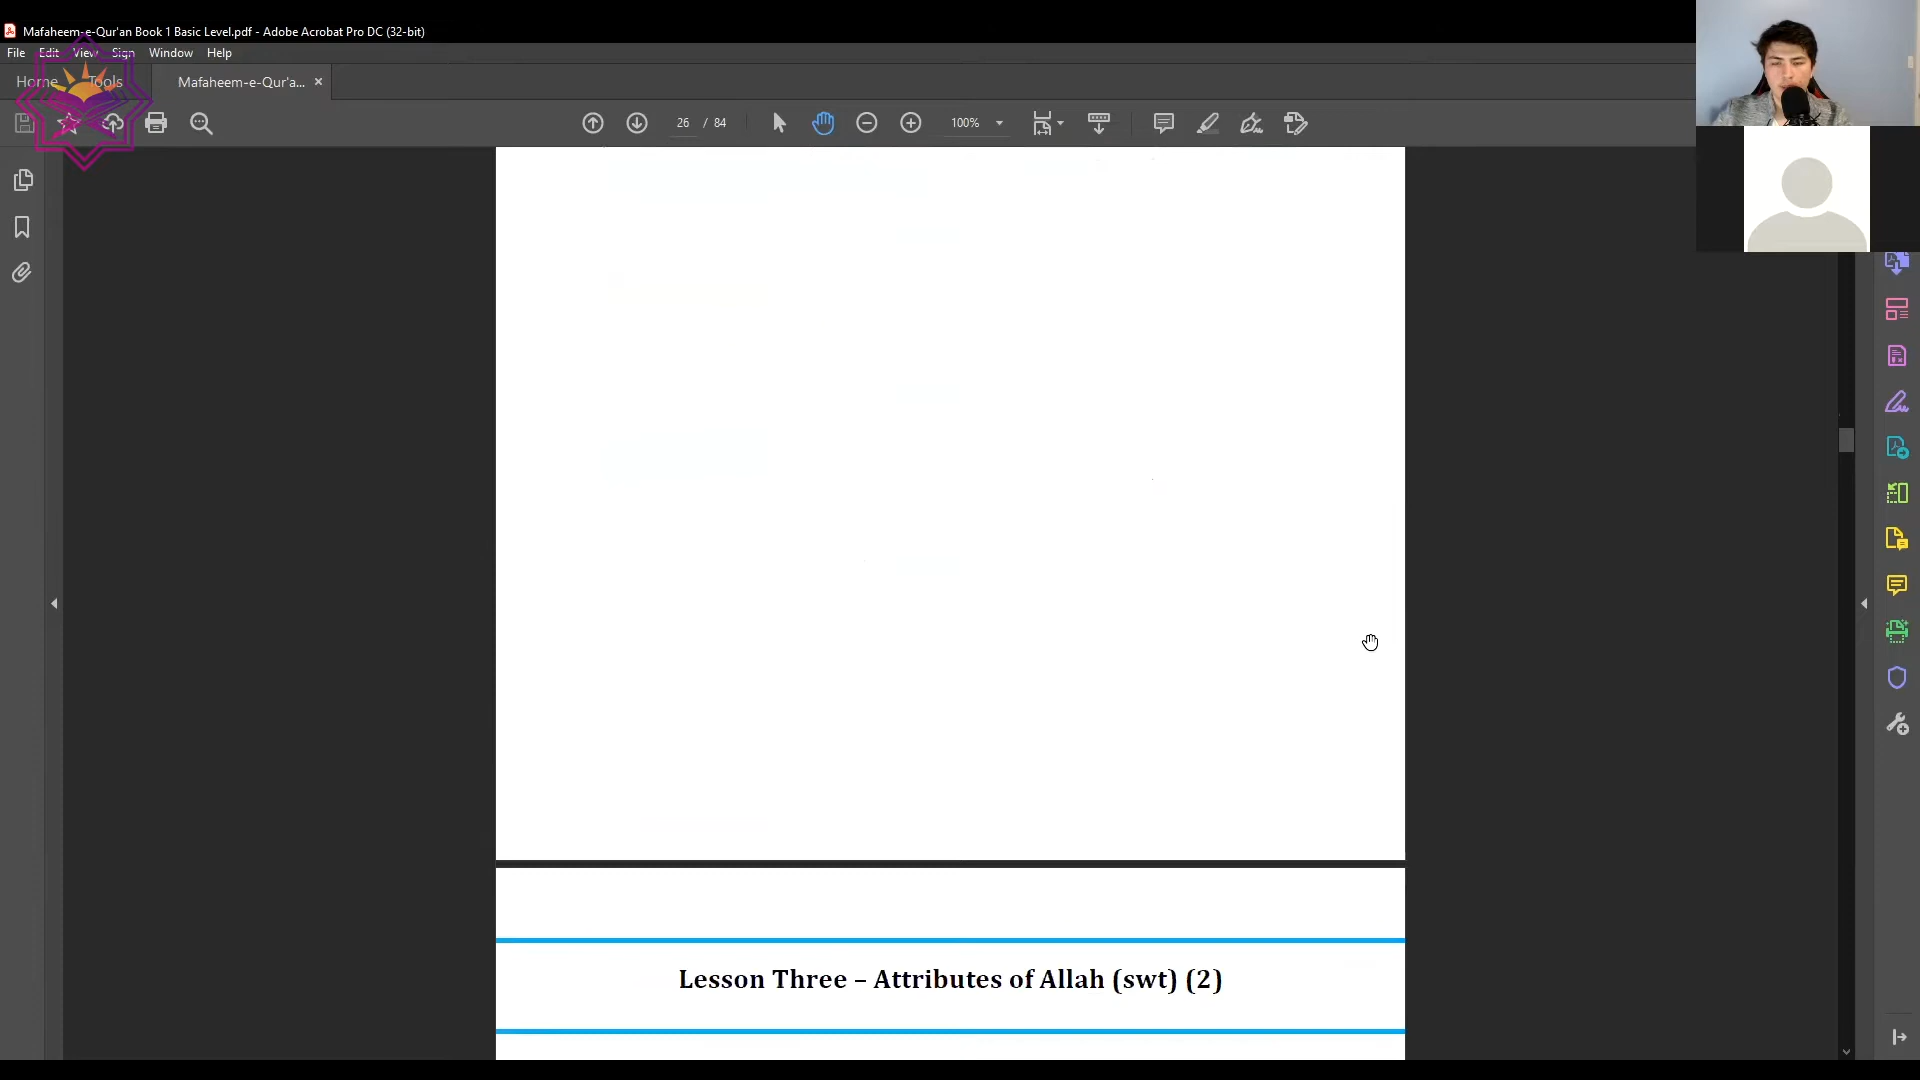 Mafaheem-e-Qur'an Book 1 Basic Level.pdf - Adobe Acrobat Pro DC (32-bit)
File Edit View Sign Window Help
Home Tools Mafaheem-e-Qur'a... ×
26 / 84 100%
Lesson Three – Attributes of Allah (swt) (2)